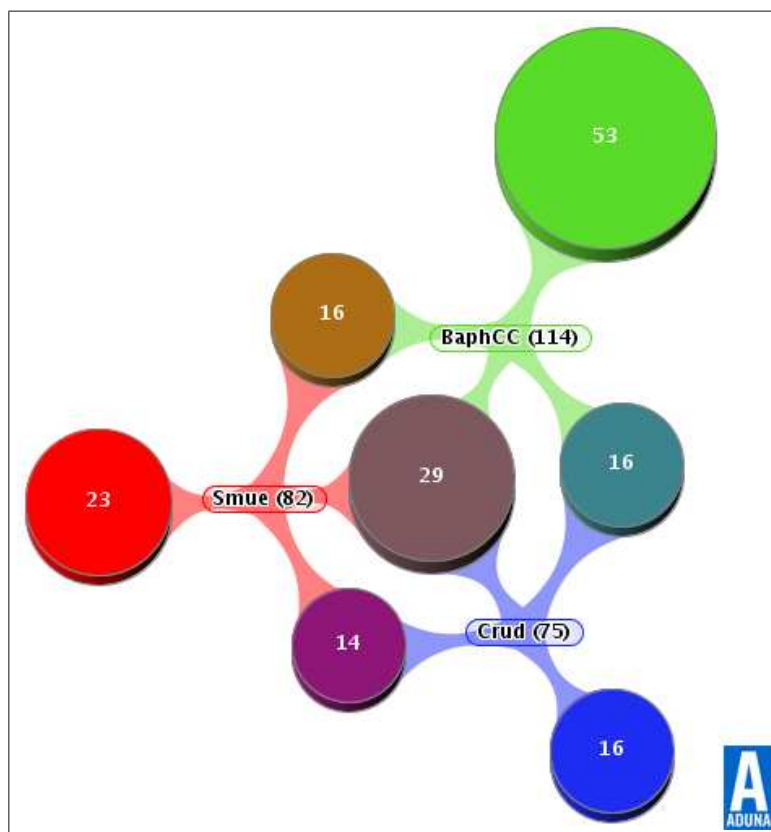 53
16
BaphCC (114)
16
29
23
Smue (82)
14
Crud (75)
16
A
ADUNA